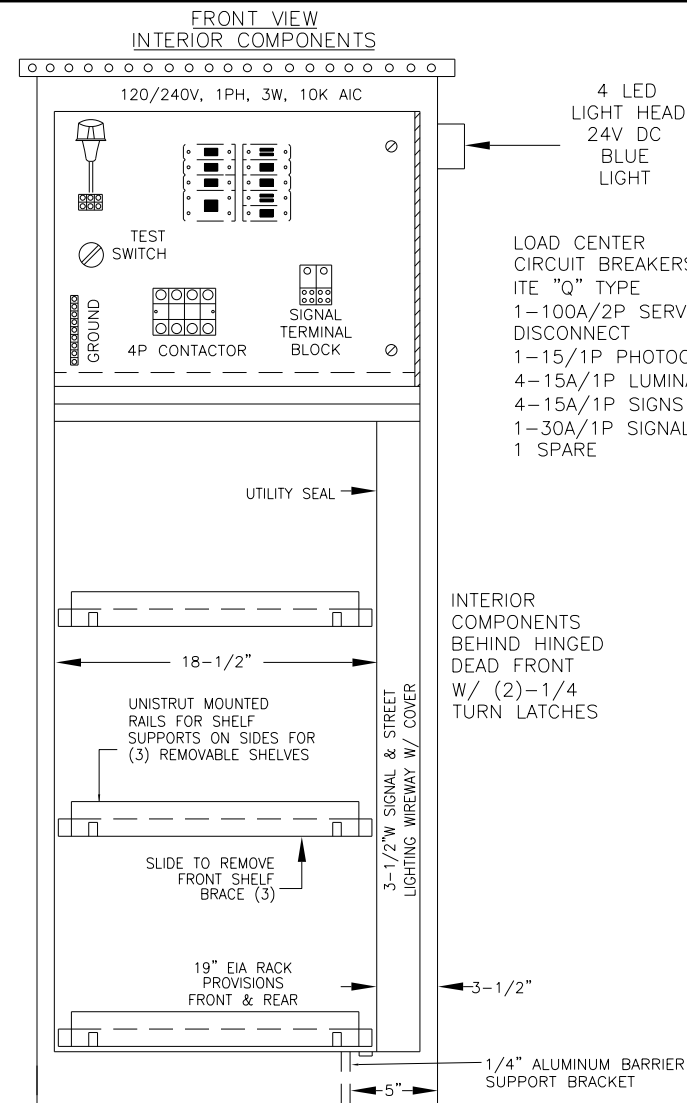 FRONT VIEW
INTERIOR COMPONENTS
120/240V, 1PH, 3W, 10K AIC
4 LED
LIGHT HEAD
24V DC
BLUE
LIGHT
TEST
SWITCH
GROUND
4P CONTACTOR
SIGNAL
TERMINAL
BLOCK
LOAD CENTER
CIRCUIT BREAKERS
ITE "Q" TYPE
1-100A/2P SERV
DISCONNECT
1-15/1P PHOTOC
4-15A/1P LUMINA
4-15A/1P SIGNS
1-30A/1P SIGNAL
1 SPARE
UTILITY SEAL
18-1/2"
INTERIOR
COMPONENTS
BEHIND HINGED
DEAD FRONT
W/ (2)-1/4
TURN LATCHES
UNISTRUT MOUNTED
RAILS FOR SHELF
SUPPORTS ON SIDES FOR
(3) REMOVABLE SHELVES
3-1/2"W SIGNAL & STREET
LIGHTING WIREWAY W/ COVER
SLIDE TO REMOVE
FRONT SHELF
BRACE (3)
19" EIA RACK
PROVISIONS
FRONT & REAR
3-1/2"
1/4" ALUMINUM BARRIER
SUPPORT BRACKET
5"